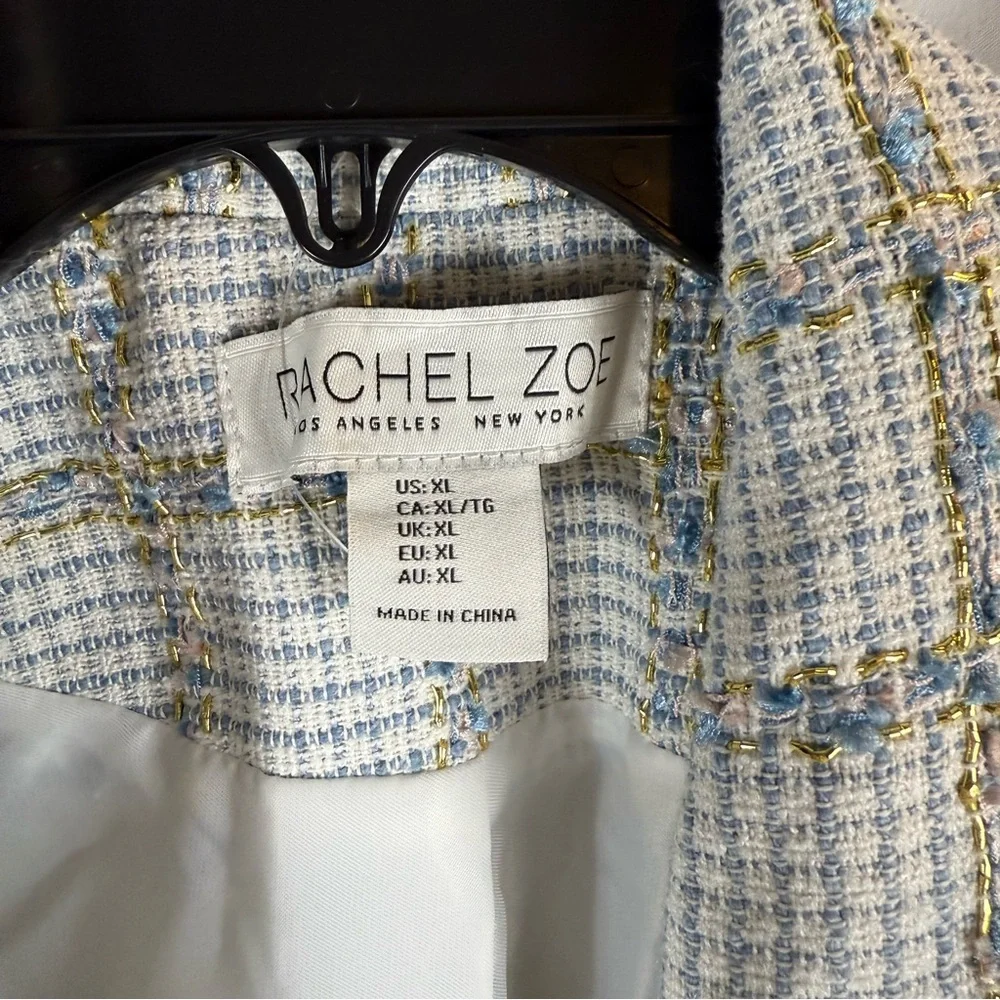 RACHEL ZOE
LOS ANGELES NEW YORK
US: XL
CA: XL/TG
UK: XL
EU: XL
AU: XL
MADE IN CHINA